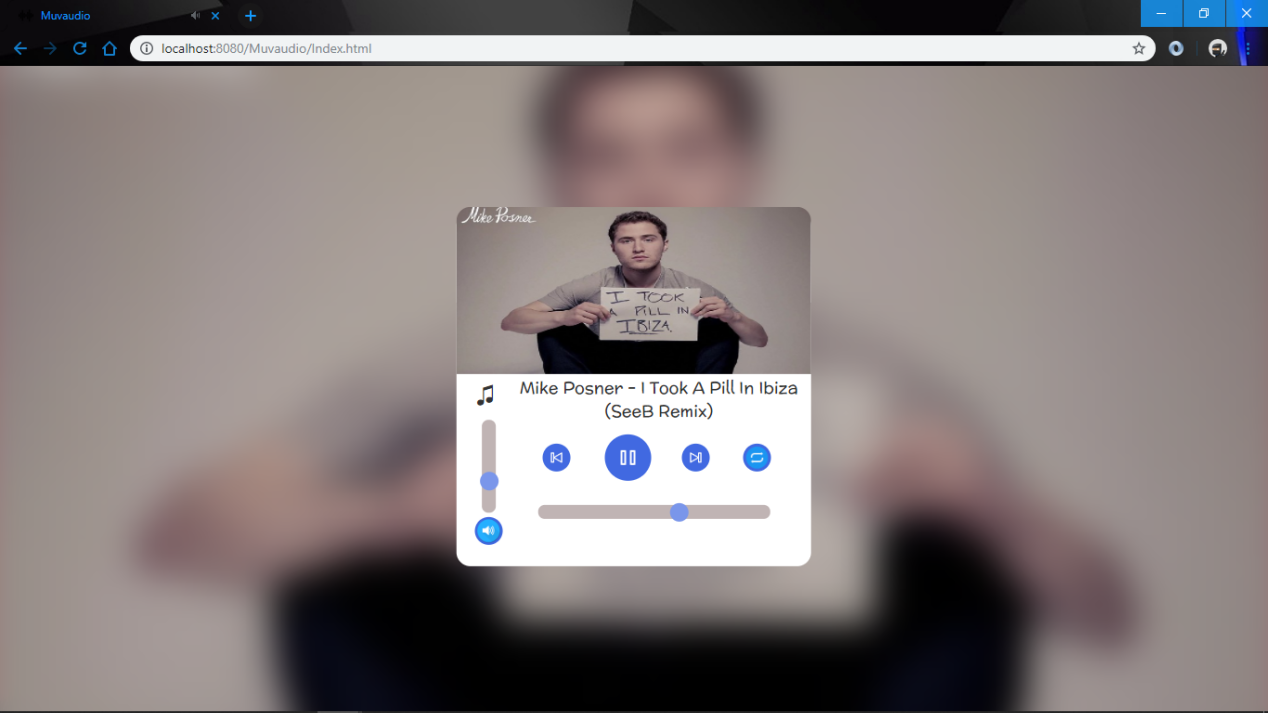 Muvaudio
localhost:8080/Muvaudio/Index.html
Mike Posner
I TOOK
A PILL IN
IBIZA.
Mike Posner - I Took A Pill In Ibiza
(SeeB Remix)